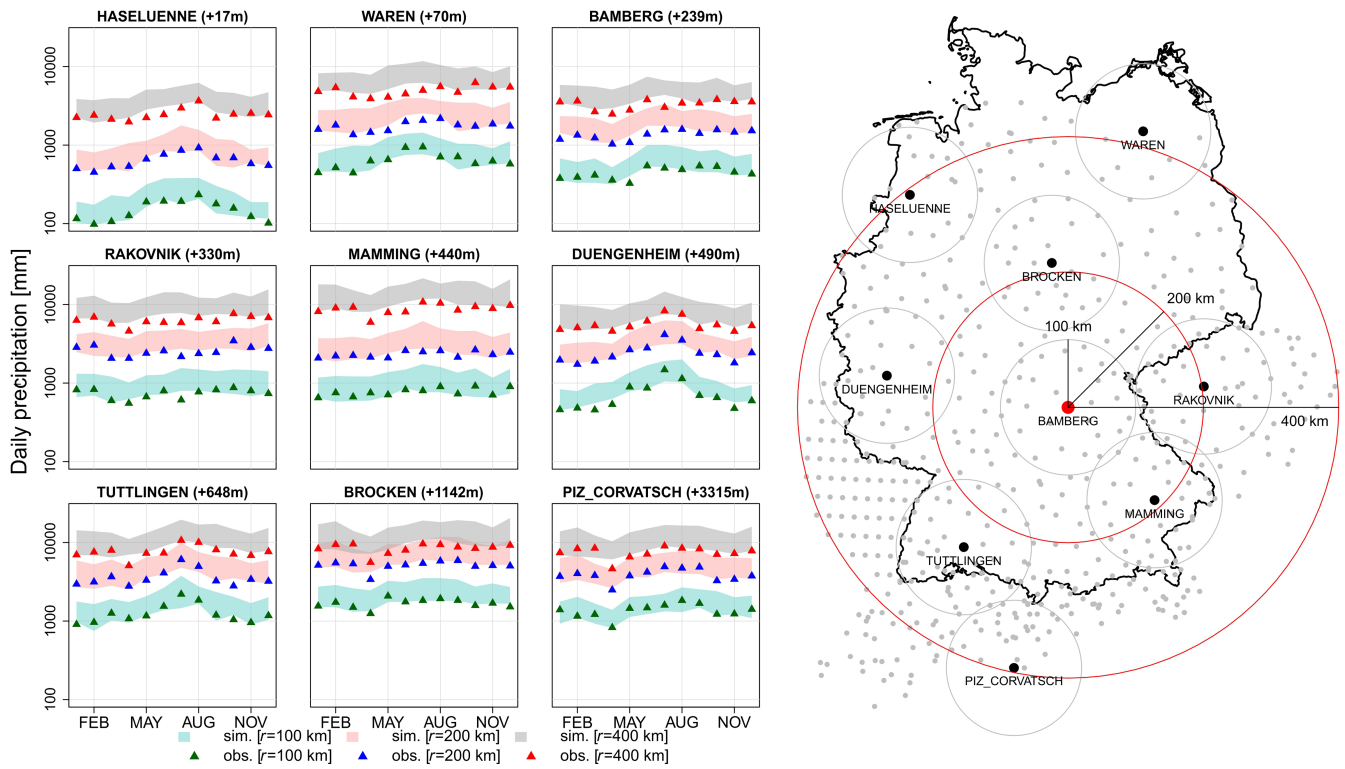 HASELUENNE (+17m)
WAREN (+70m)
BAMBERG (+239m)
100
1000
10000
RAKOVNIK (+330m)
MAMMING (+440m)
DUENGENHEIM (+490m)
100
1000
10000
Daily precipitation [mm]
TUTTLINGEN (+648m)
BROCKEN (+1142m)
PIZ_CORVATSCH (+3315m)
100
1000
10000
FEB MAY AUG NOV
FEB MAY AUG NOV
FEB MAY AUG NOV
sim. [r=100 km]
sim. [r=200 km]
sim. [r=400 km]
obs. [r=100 km]
obs. [r=200 km]
obs. [r=400 km]
WAREN
HASELUENNE
BROCKEN
200 km
100 km
DUENGENHEIM
RAKOVNIK
BAMBERG
400 km
MAMMING
TUTTLINGEN
PIZ_CORVATSCH